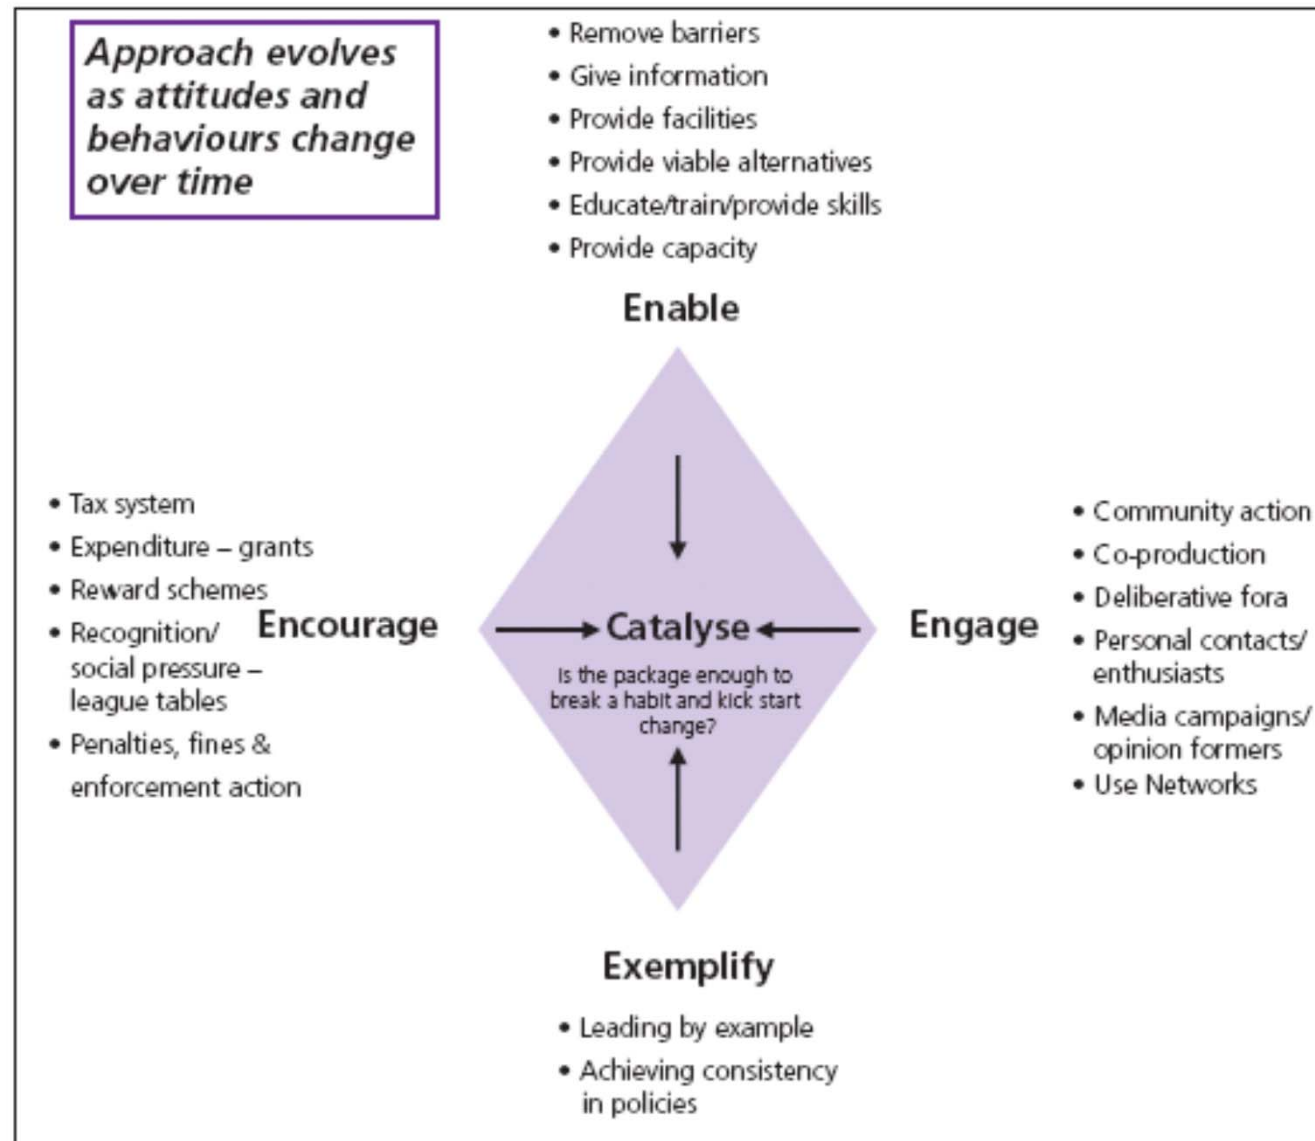 Approach evolves
as attitudes and
behaviours change
over time
• Remove barriers
• Give information
• Provide facilities
• Provide viable alternatives
• Educate/train/provide skills
• Provide capacity
Enable
• Tax system
• Expenditure – grants
• Reward schemes
• Recognition/
social pressure –
league tables
• Penalties, fines &
enforcement action
Encourage
Catalyse
Is the package enough to
break a habit and kick start
change?
Engage
• Community action
• Co-production
• Deliberative fora
• Personal contacts/
enthusiasts
• Media campaigns/
opinion formers
• Use Networks
Exemplify
• Leading by example
• Achieving consistency
in policies